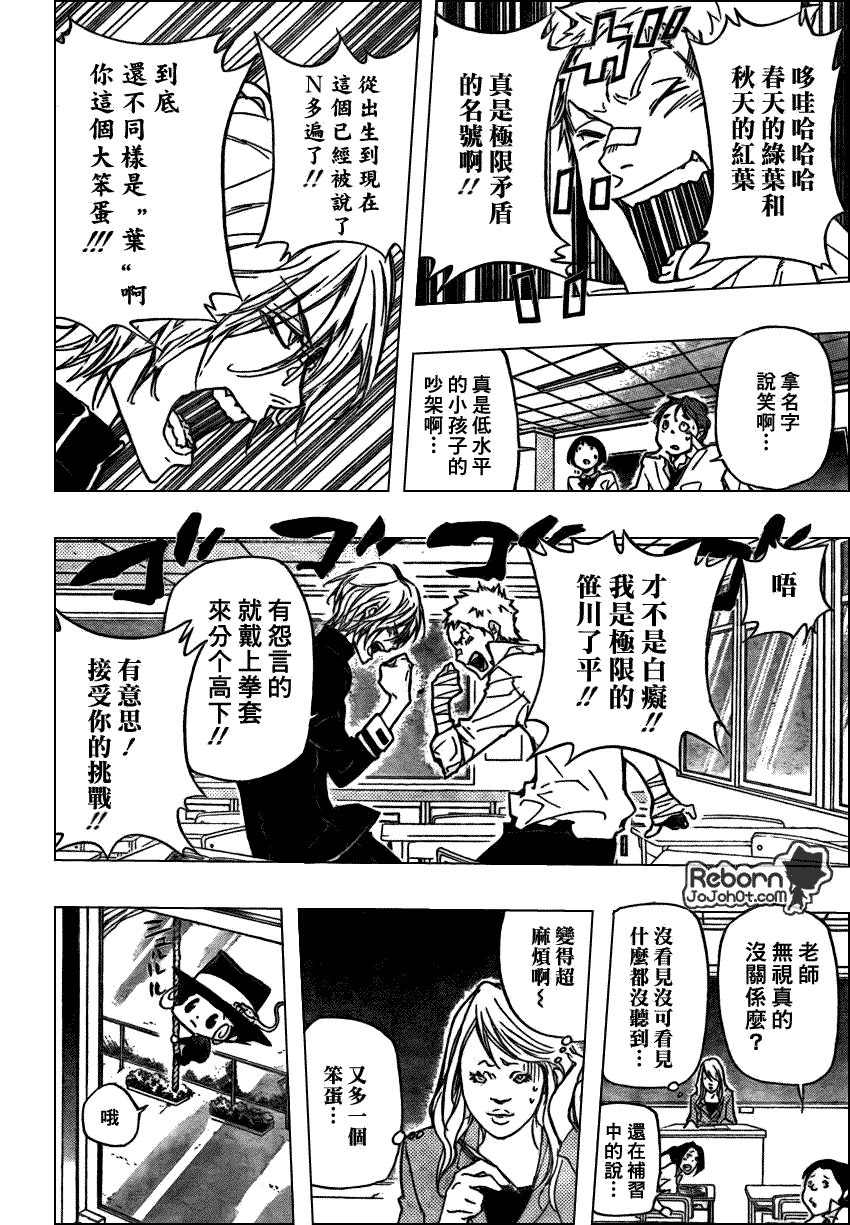 哆哇哈哈哈
春天的綠葉和
秋天的紅葉
真是極限矛盾
的名號啊!!
從出生到現在
這個已經被說了
N多遍了!!
到底
還不同樣是”葉“啊
你這個大笨蛋!!!
拿名字
說笑啊…
真是低水平
的小孩子的
吵架啊…
唔
才不是白癡!!
我是極限的
笹川了平!!
有怨言的
就戴上拳套
來分个高下!!
有意思!
接受你的挑戰!!
ゴゴゴゴ
Reborn
JoJoHot.com
老師
無視真的
沒關係麼?
沒看見沒可看見
什麼都沒聽到…
還在補習
中的說…
變得超
麻煩啊~
又多一個
笨蛋…
哦